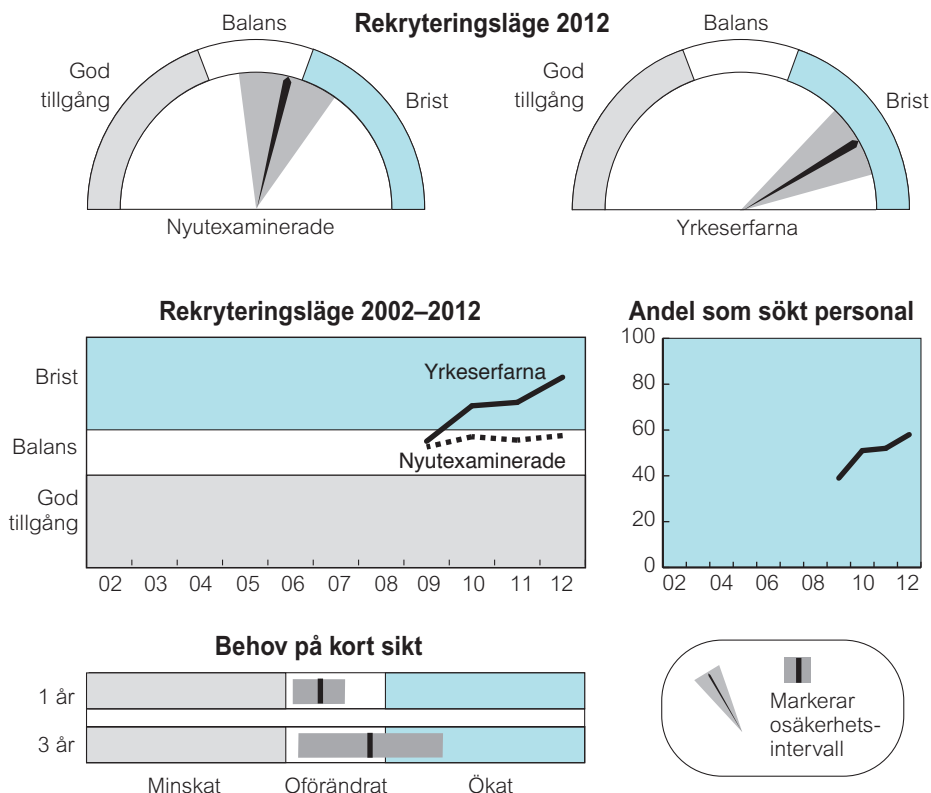 Rekryteringsläge 2012
Balans
God
tillgång
Brist
Nyutexaminerade
Balans
God
tillgång
Brist
Yrkeserfarna
Rekryteringsläge 2002–2012
Brist
Balans
God
tillgång
Yrkeserfarna
Nyutexaminerade
02 03 04 05 06 07 08 09 10 11 12
Andel som sökt personal
100
80
60
40
20
0
02 04 06 08 10 12
Behov på kort sikt
1 år
3 år
Minskat Oförändrat Ökat
Markerar
osäkerhets-
intervall